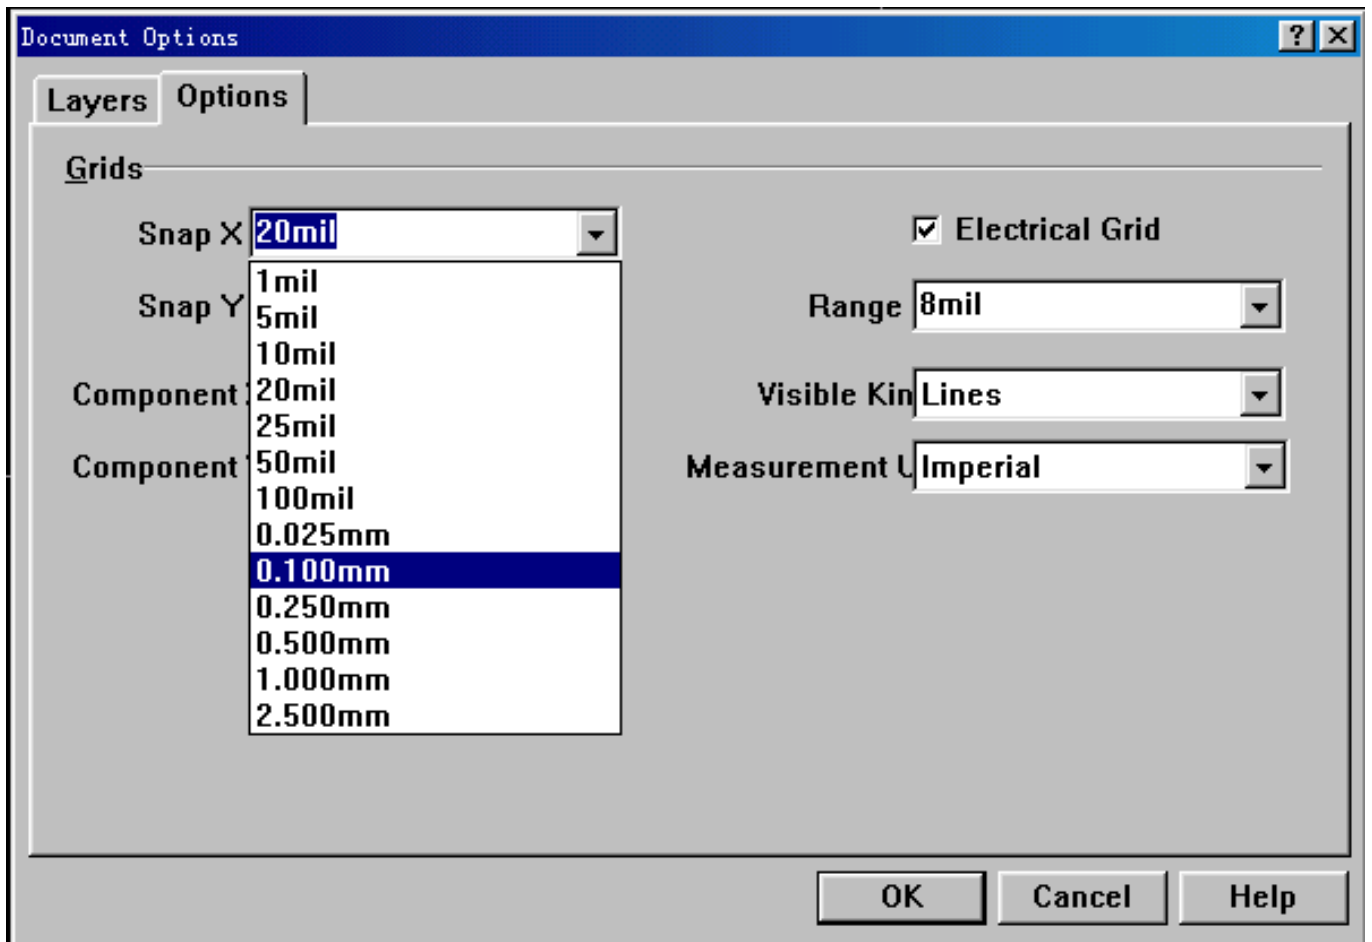 Document Options
Layers Options
Grids
Snap X 20mil Electrical Grid
1mil
Snap Y 5mil Range 8mil
10mil
Component 20mil Visible Kin Lines
25mil
Component 50mil Measurement U Imperial
100mil
0.025mm
0.100mm
0.250mm
0.500mm
1.000mm
2.500mm
OK Cancel Help